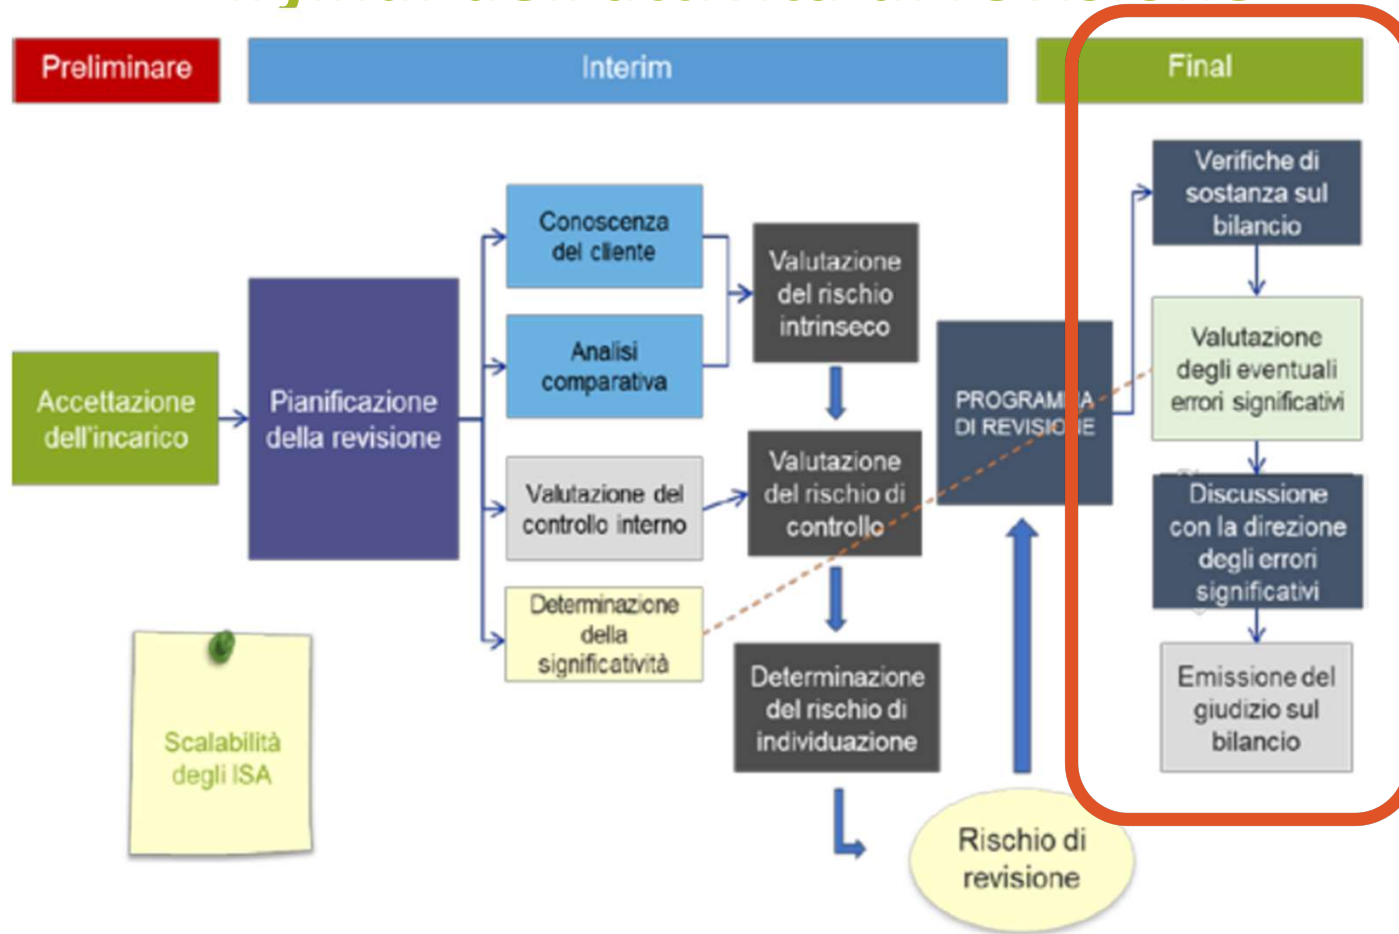 Preliminare
Interim
Final
Accettazione
dell'incarico
Pianificazione
della revisione
Conoscenza
del cliente
Analisi
comparativa
Valutazione del
controllo interno
Determinazione
della
significatività
Valutazione
del rischio
intrinseco
Valutazione
del rischio di
controllo
Determinazione
del rischio di
individuazione
Rischio di
revisione
PROGRAMMA
DI REVISIONE
Verifiche di
sostanza sul
bilancio
Valutazione
degli eventuali
errori significativi
Discussione
con la direzione
degli errori
significativi
Emissione del
giudizio sul
bilancio
Scalabilità
degli ISA